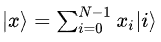 |x⟩ = ∑_{i=0}^{N−1} x_i|i⟩